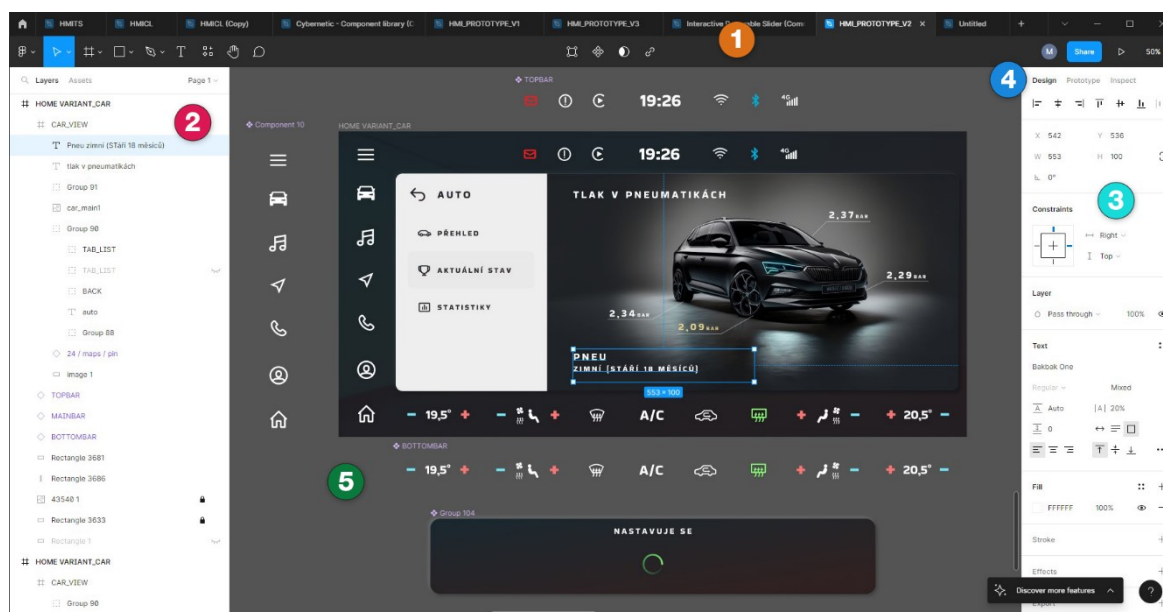 HMITS
HMICL
HMICL (Copy)
Cybernetic - Component library (C
HMI_PROTOTYPE_V1
HMI_PROTOTYPE_V3
HMI_PROTOTYPE_V2
Untitled
1
M
Share
50%
Layers
Assets
Page 1
HOME VARIANT_CAR
CAR_VIEW
2
Pneu zimní (STáří 18 měsíců)
tlak v pneumatikách
Group 91
car_main1
Group 90
TAB_LIST
TAB_LIST
BACK
auto
Group 88
24 / maps / pin
image 1
TOPBAR
MAINBAR
BOTTOMBAR
Rectangle 3681
Rectangle 3686
43540 1
Rectangle 3633
Rectangle 1
HOME VARIANT_CAR
CAR_VIEW
Group 90
TOPBAR
19:26
4G
Component 10
HOME VARIANT_CAR
19:26
4G
AUTO
PŘEHLED
AKTUÁLNÍ STAV
STATISTIKY
TLAK V PNEUMATIKÁCH
2,37 BAR
2,29 BAR
2,34 BAR
2,09 BAR
PNEU
ZIMNÍ (STÁŘÍ 18 MĚSÍCŮ)
553 × 100
- 19,5° +
- +
A/C
+ -
+ 20,5° -
BOTTOMBAR
5
- 19,5° +
- +
A/C
+ -
+ 20,5° -
Group 104
NASTAVUJE SE
4
Design
Prototype
Inspect
X 542
Y 536
W 553
H 100
0°
Constraints
3
Right
Top
Layer
Pass through
100%
Text
Bakbak One
Regular
Mixed
Auto
|A| 20%
0
Fill
FFFFFF
100%
Stroke
Effects
Discover more features
?
Export